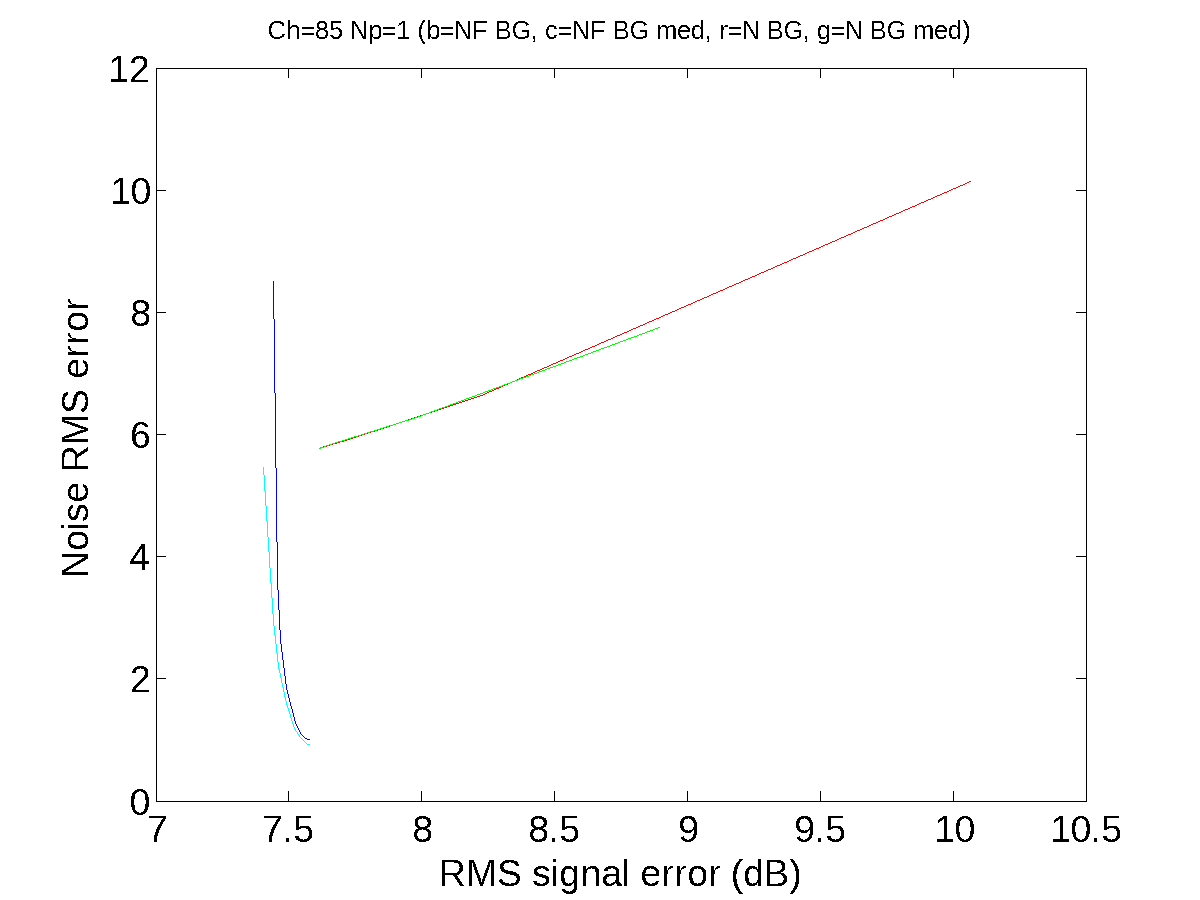 Ch=85 Np=1 (b=NF BG, c=NF BG med, r=N BG, g=N BG med)
12
10
8
6
4
2
0
Noise RMS error
7 7.5 8 8.5 9 9.5 10 10.5
RMS signal error (dB)